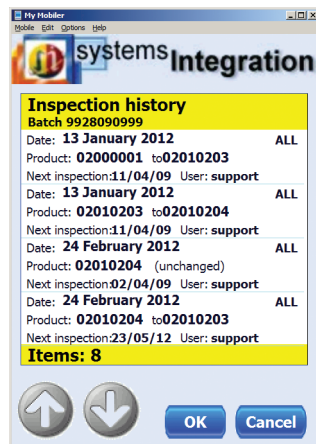 My Mobiler
Mobile Edit Options Help
systems Integration
Inspection history
Batch 9928090999
Date: 13 January 2012 ALL
Product: 02000001 to02010203
Next inspection:11/04/09 User: support
Date: 13 January 2012 ALL
Product: 02010203 to02010204
Next inspection:11/04/09 User: support
Date: 24 February 2012 ALL
Product: 02010204 (unchanged)
Next inspection:02/04/09 User: support
Date: 24 February 2012 ALL
Product: 02010204 to02010203
Next inspection:23/05/12 User: support
Items: 8
OK Cancel